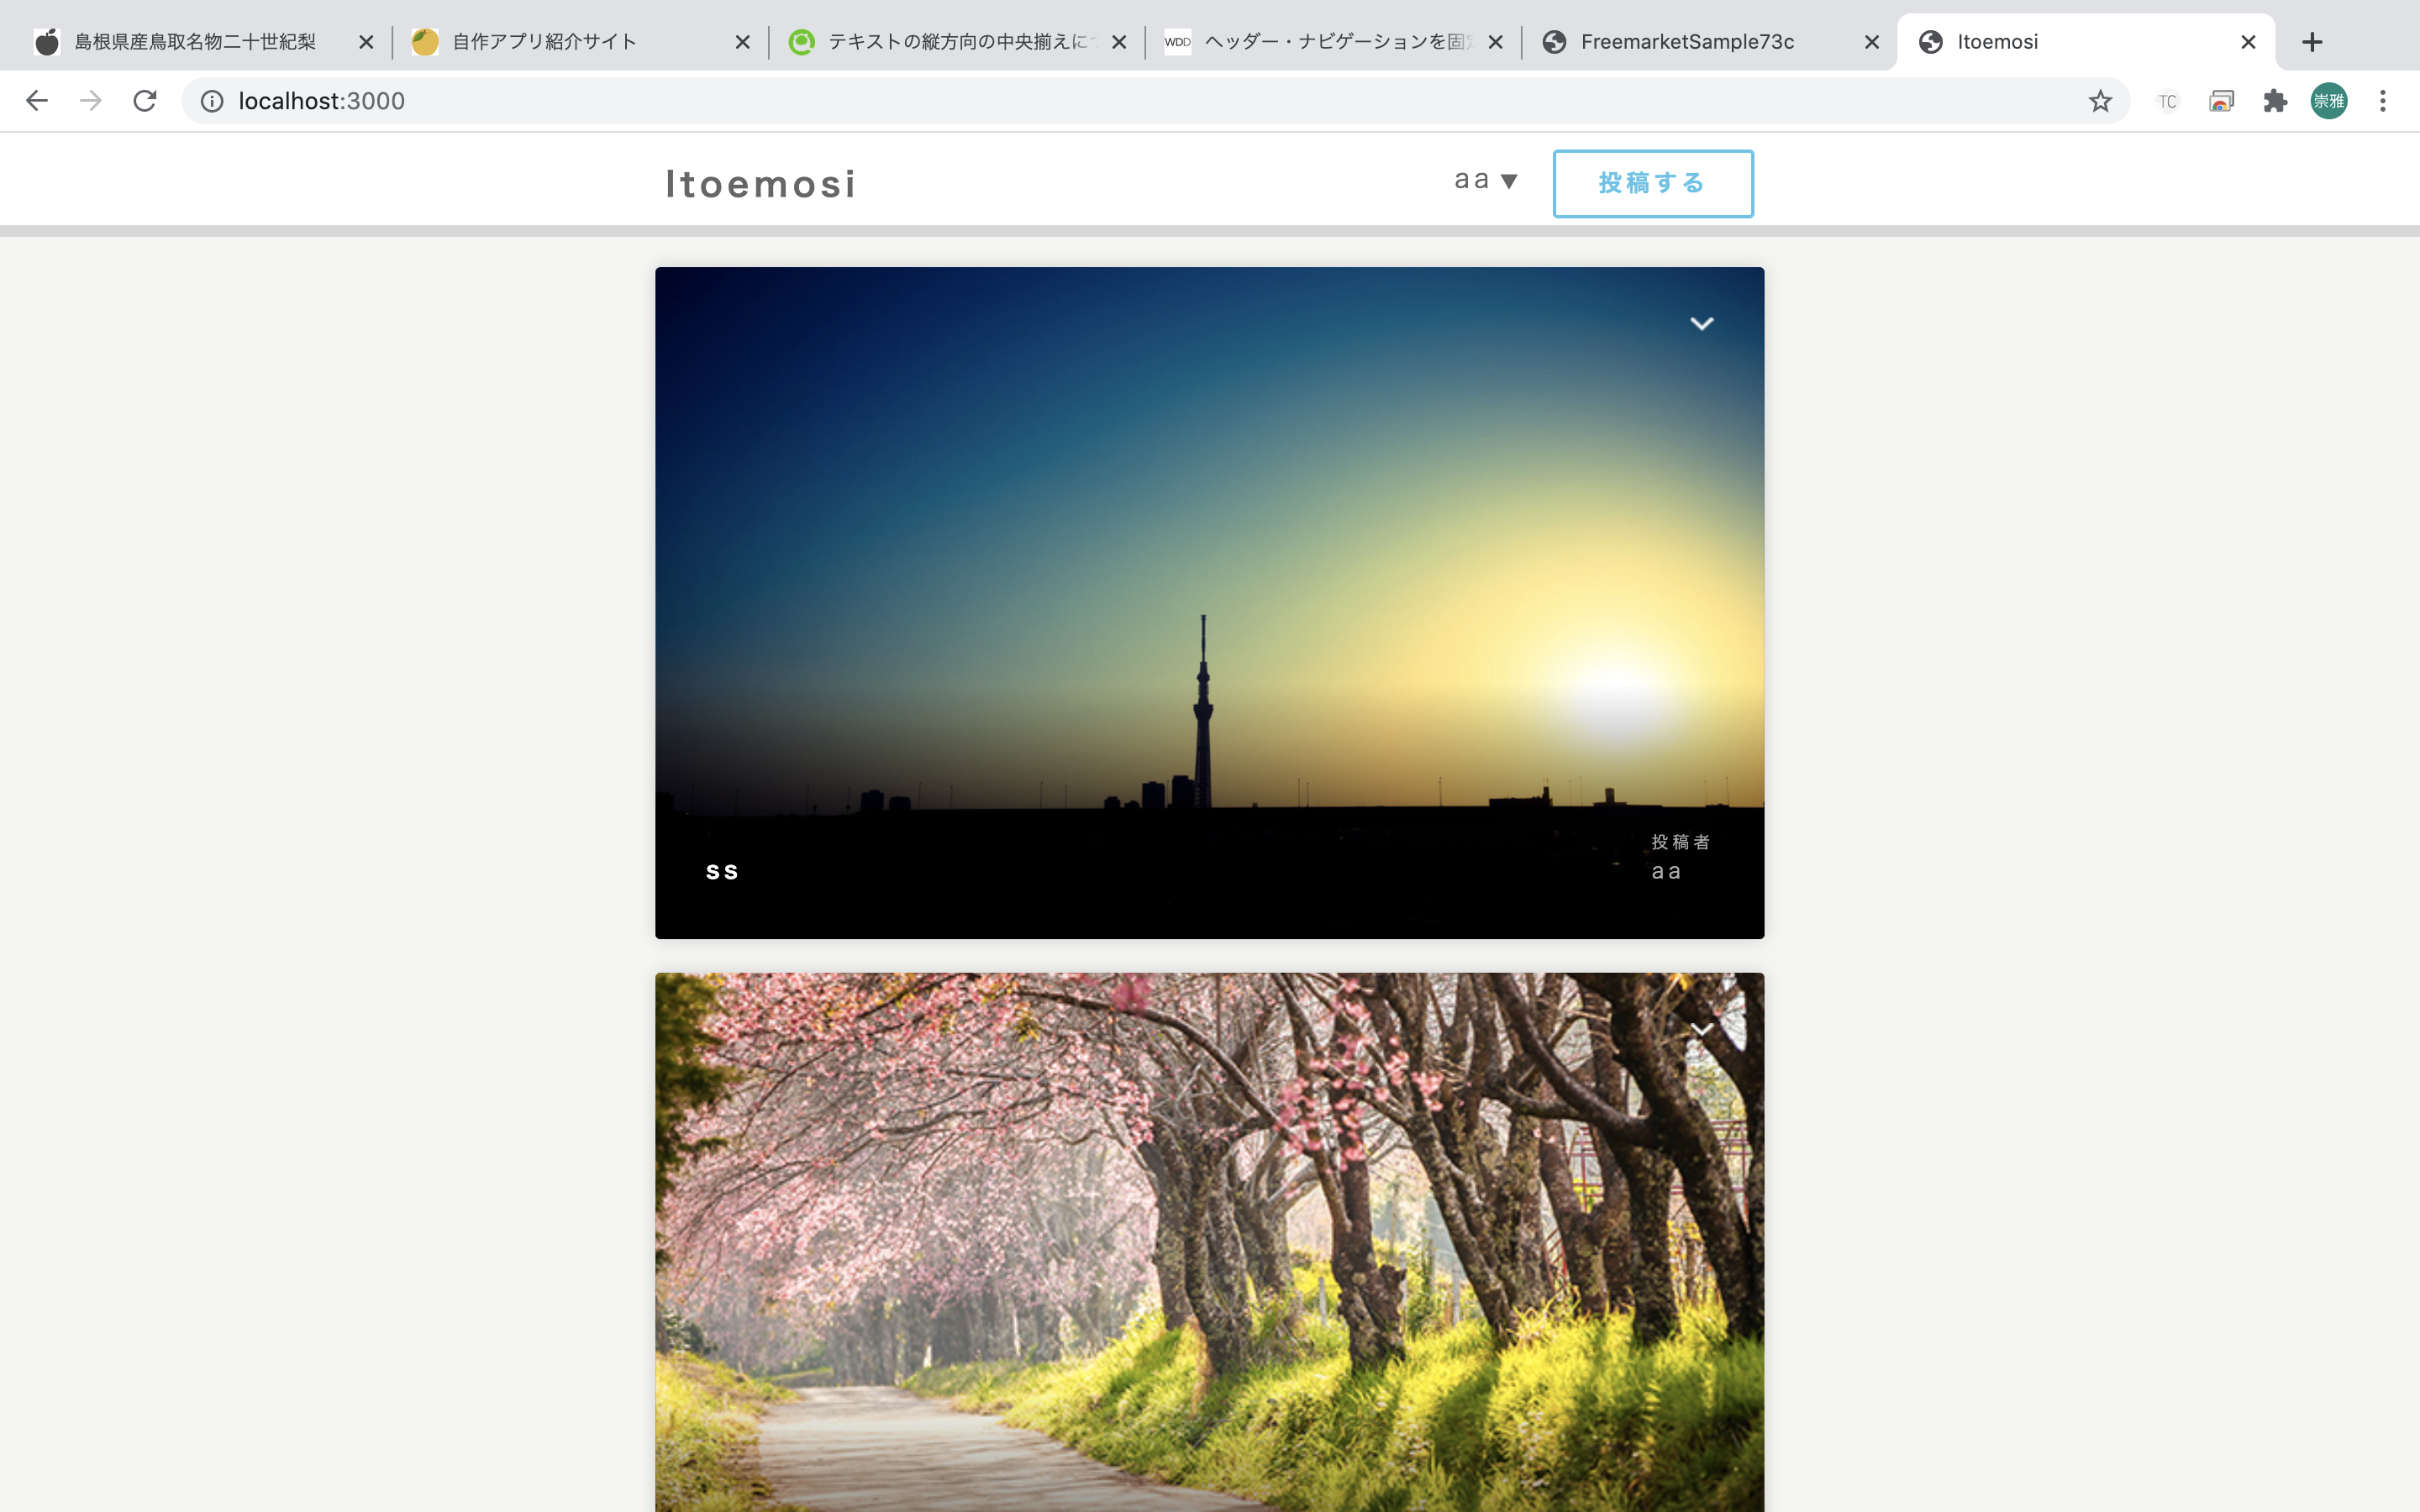 島根県産鳥取名物二十世紀梨
自作アプリ紹介サイト
テキストの縦方向の中央揃えに
WDD ヘッダー・ナビゲーションを固
FreemarketSample73c
Itoemosi
localhost:3000
TC
崇雅
Itoemosi
aa ▼
投稿する
投稿者
ss
aa